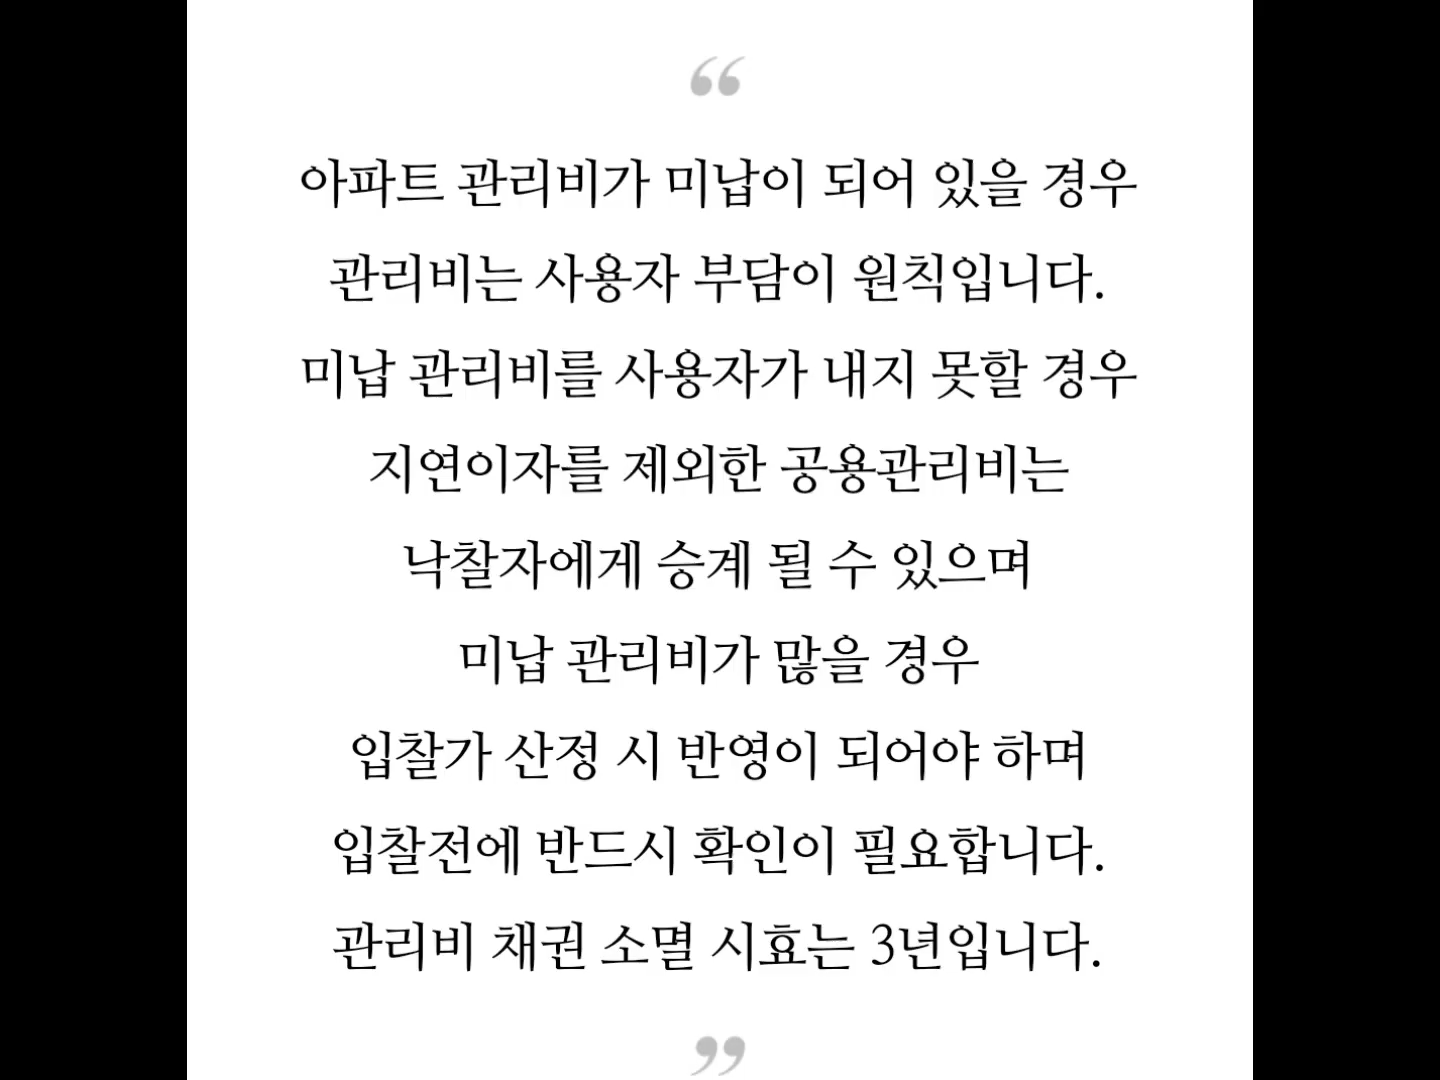 “
아파트 관리비가 미납이 되어 있을 경우
관리비는 사용자 부담이 원칙입니다.
미납 관리비를 사용자가 내지 못할 경우
지연이자를 제외한 공용관리비는
낙찰자에게 승계 될 수 있으며
미납 관리비가 많을 경우
입찰가 산정 시 반영이 되어야 하며
입찰전에 반드시 확인이 필요합니다.
관리비 채권 소멸 시효는 3년입니다.
”